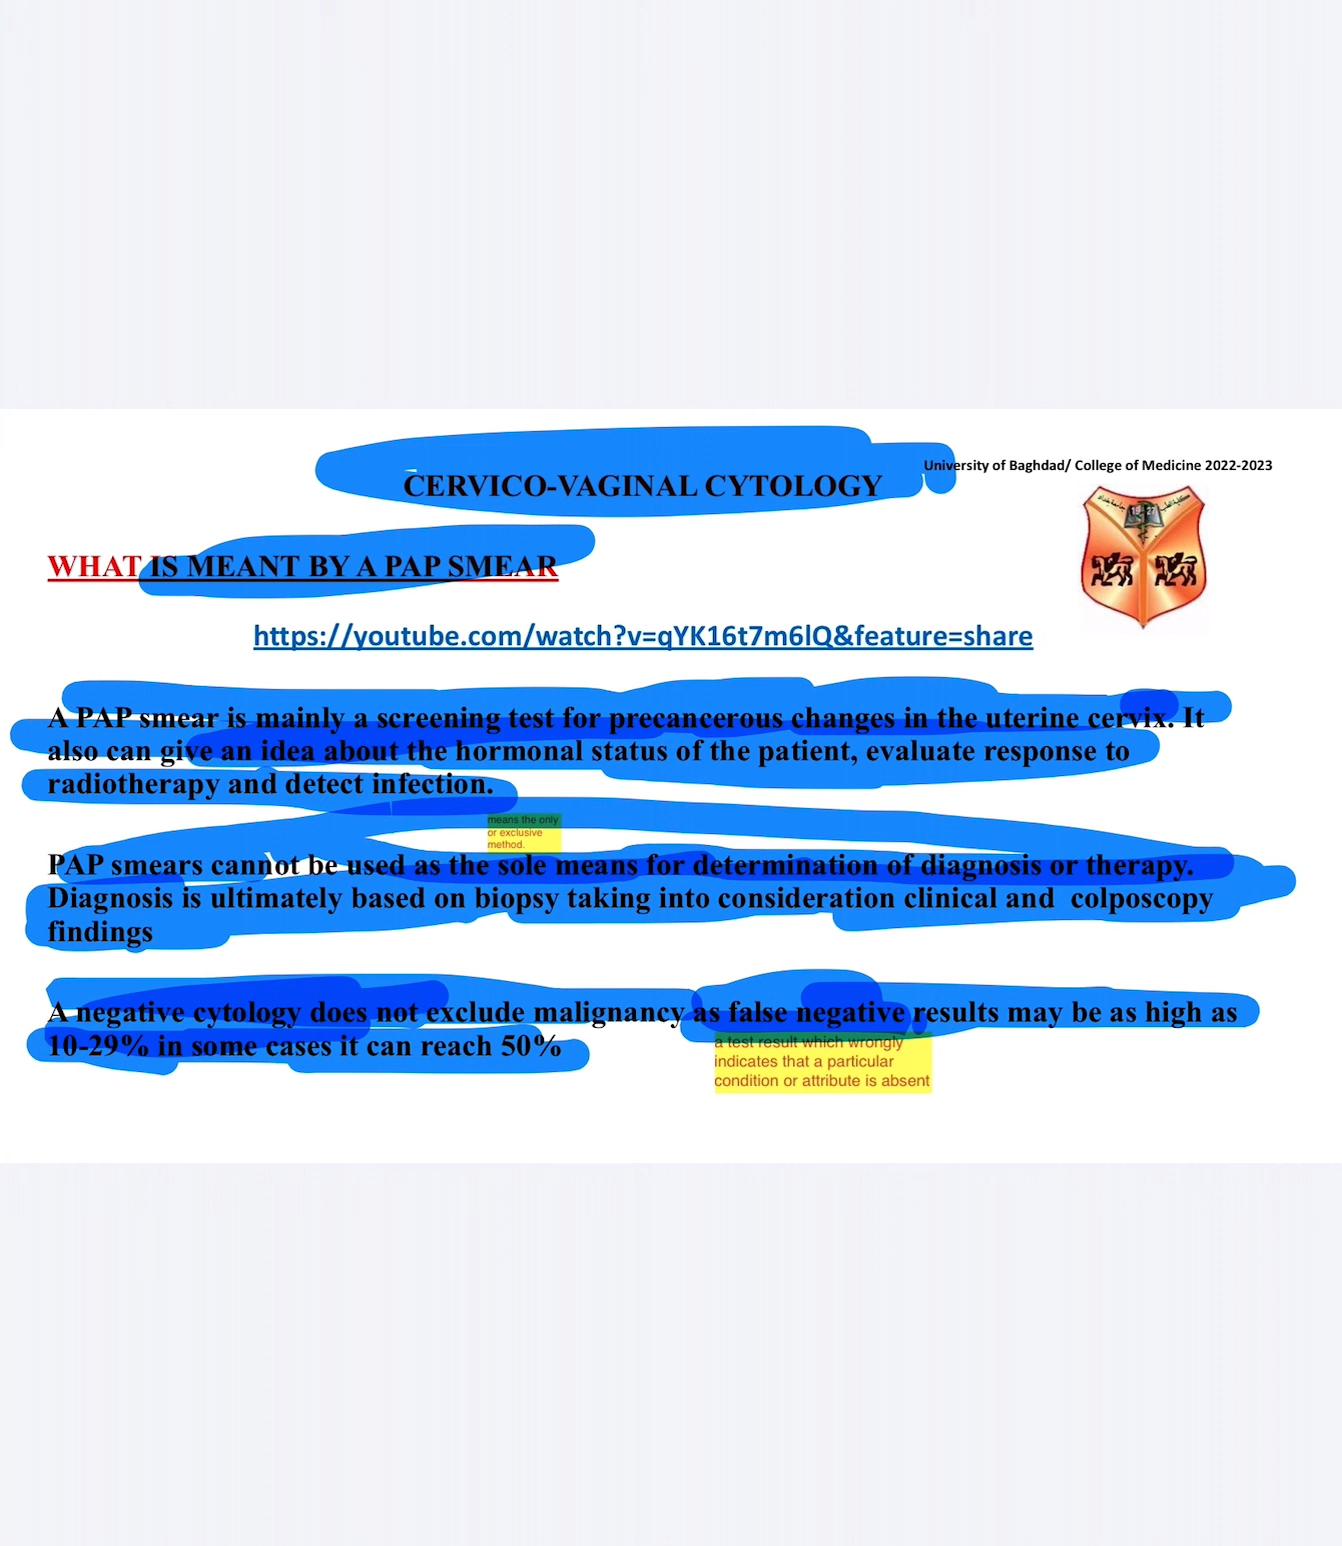 University of Baghdad/ College of Medicine 2022-2023
CERVICO-VAGINAL CYTOLOGY
جامعة بغداد
كلية الطب
1927
WHAT IS MEANT BY A PAP SMEAR
https://youtube.com/watch?v=qYK16t7m6lQ&feature=share
A PAP smear is mainly a screening test for precancerous changes in the uterine cervix. It
also can give an idea about the hormonal status of the patient, evaluate response to
radiotherapy and detect infection.
means the only
or exclusive
method.
PAP smears cannot be used as the sole means for determination of diagnosis or therapy.
Diagnosis is ultimately based on biopsy taking into consideration clinical and  colposcopy
findings
A negative cytology does not exclude malignancy as false negative results may be as high as
10-29% in some cases it can reach 50%
a test result which wrongly
indicates that a particular
condition or attribute is absent